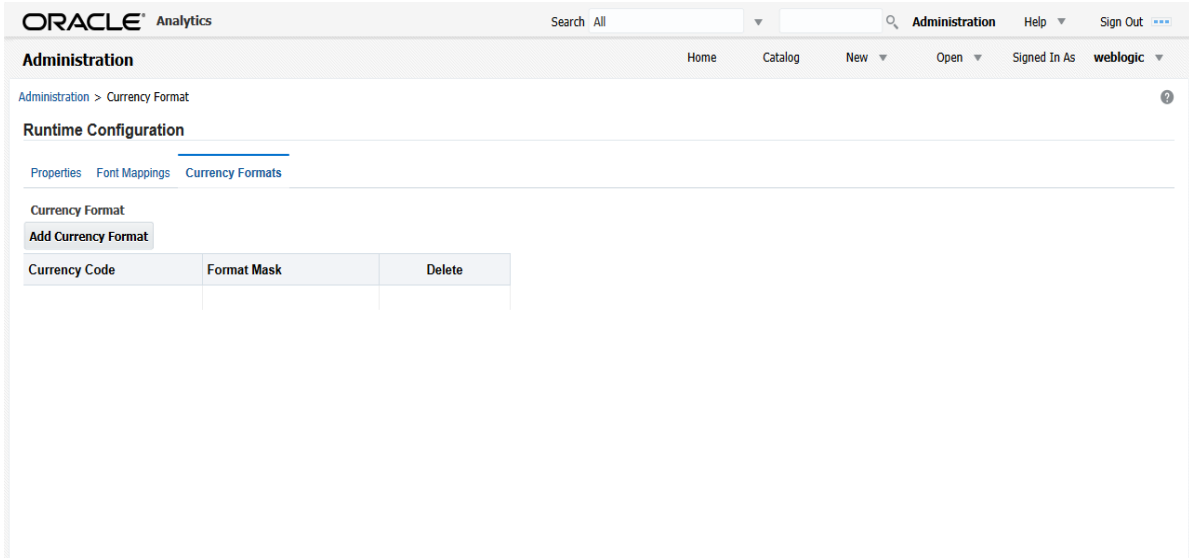 ORACLE® Analytics Search All Administration Help Sign Out
Administration Home Catalog New Open Signed In As weblogic
Administration > Currency Format ?
Runtime Configuration
Properties Font Mappings Currency Formats
Currency Format
Add Currency Format
Currency Code Format Mask Delete